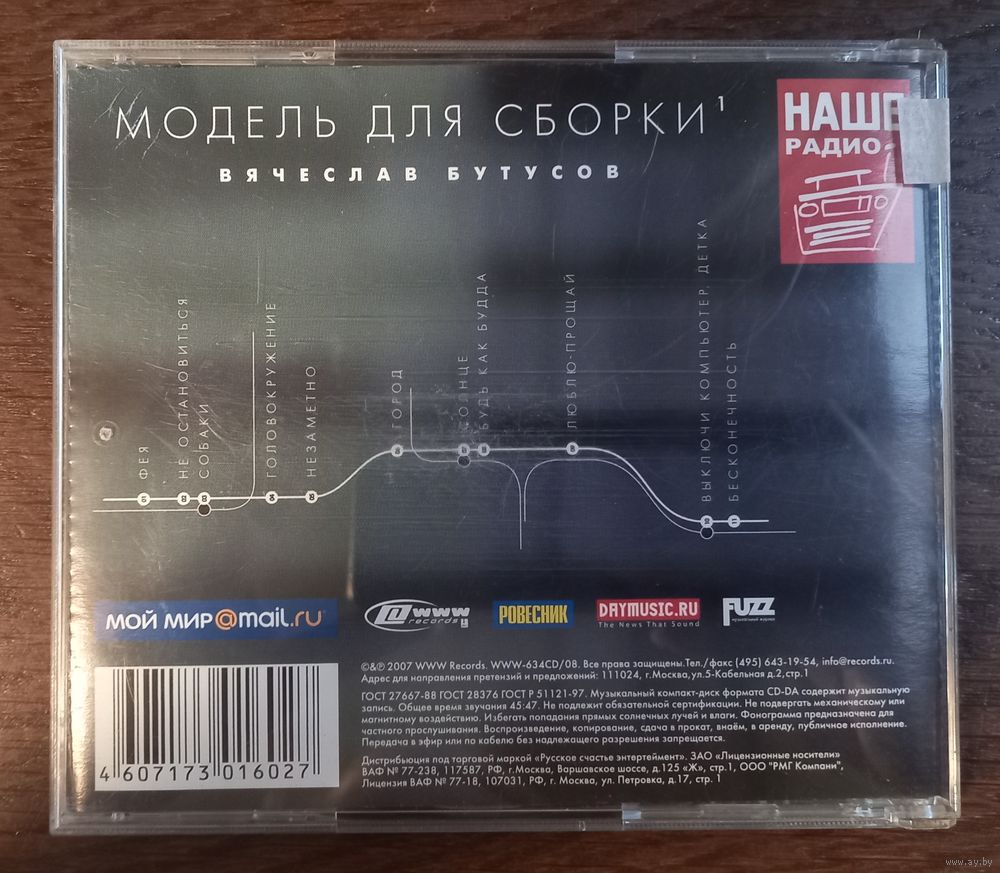 МОДЕЛЬ ДЛЯ СБОРКИ¹
ВЯЧЕСЛАВ БУТУСОВ
НАШЕ
РАДИО
ФЕЯ
НЕ ОСТАНОВИТЬСЯ
СОБАКИ
ГОЛОВОКРУЖЕНИЕ
НЕЗАМЕТНО
ГОРОД
СОЛНЦЕ
БУДЬ КАК БУДДА
ЛЮБЛЮ-ПРОЩАЙ
ВЫКЛЮЧИ КОМПЬЮТЕР, ДЕТКА
БЕСКОНЕЧНОСТЬ
МОЙ МИР@mail.ru
www
records
РОВЕСНИК
DAYMUSIC.RU
The News That Sound
FUZZ
музыкальный журнал
©&℗ 2007 WWW Records. WWW-634CD/08. Все права защищены.Тел./факс (495) 643-19-54, info@records.ru.
Адрес для направления претензий и предложений: 111024, г.Москва, ул.5-Кабельная д.2,стр.1
ГОСТ 27667-88 ГОСТ 28376 ГОСТ Р 51121-97. Музыкальный компакт-диск формата CD-DA содержит музыкальную
запись. Общее время звучания 45:47. Не подлежит обязательной сертификации. Не подвергать механическому или
магнитному воздействию. Избегать попадания прямых солнечных лучей и влаги. Фонограмма предназначена для
частного прослушивания. Воспроизведение, копирование, сдача в прокат, внаём, в аренду, публичное исполнение.
Передача в эфир или по кабелю без надлежащего разрешения запрещается.
Дистрибьюция под торговой маркой «Русское счастье энтертеймент». ЗАО «Лицензионные носители»
ВАФ № 77-238, 117587, РФ, г.Москва, Варшавское шоссе, д.125 «Ж», стр.1, ООО "РМГ Компани",
Лицензия ВАФ № 77-18, 107031, РФ, г. Москва, ул. Петровка, д.17, стр. 1
4 607173 016027
www.ay.by